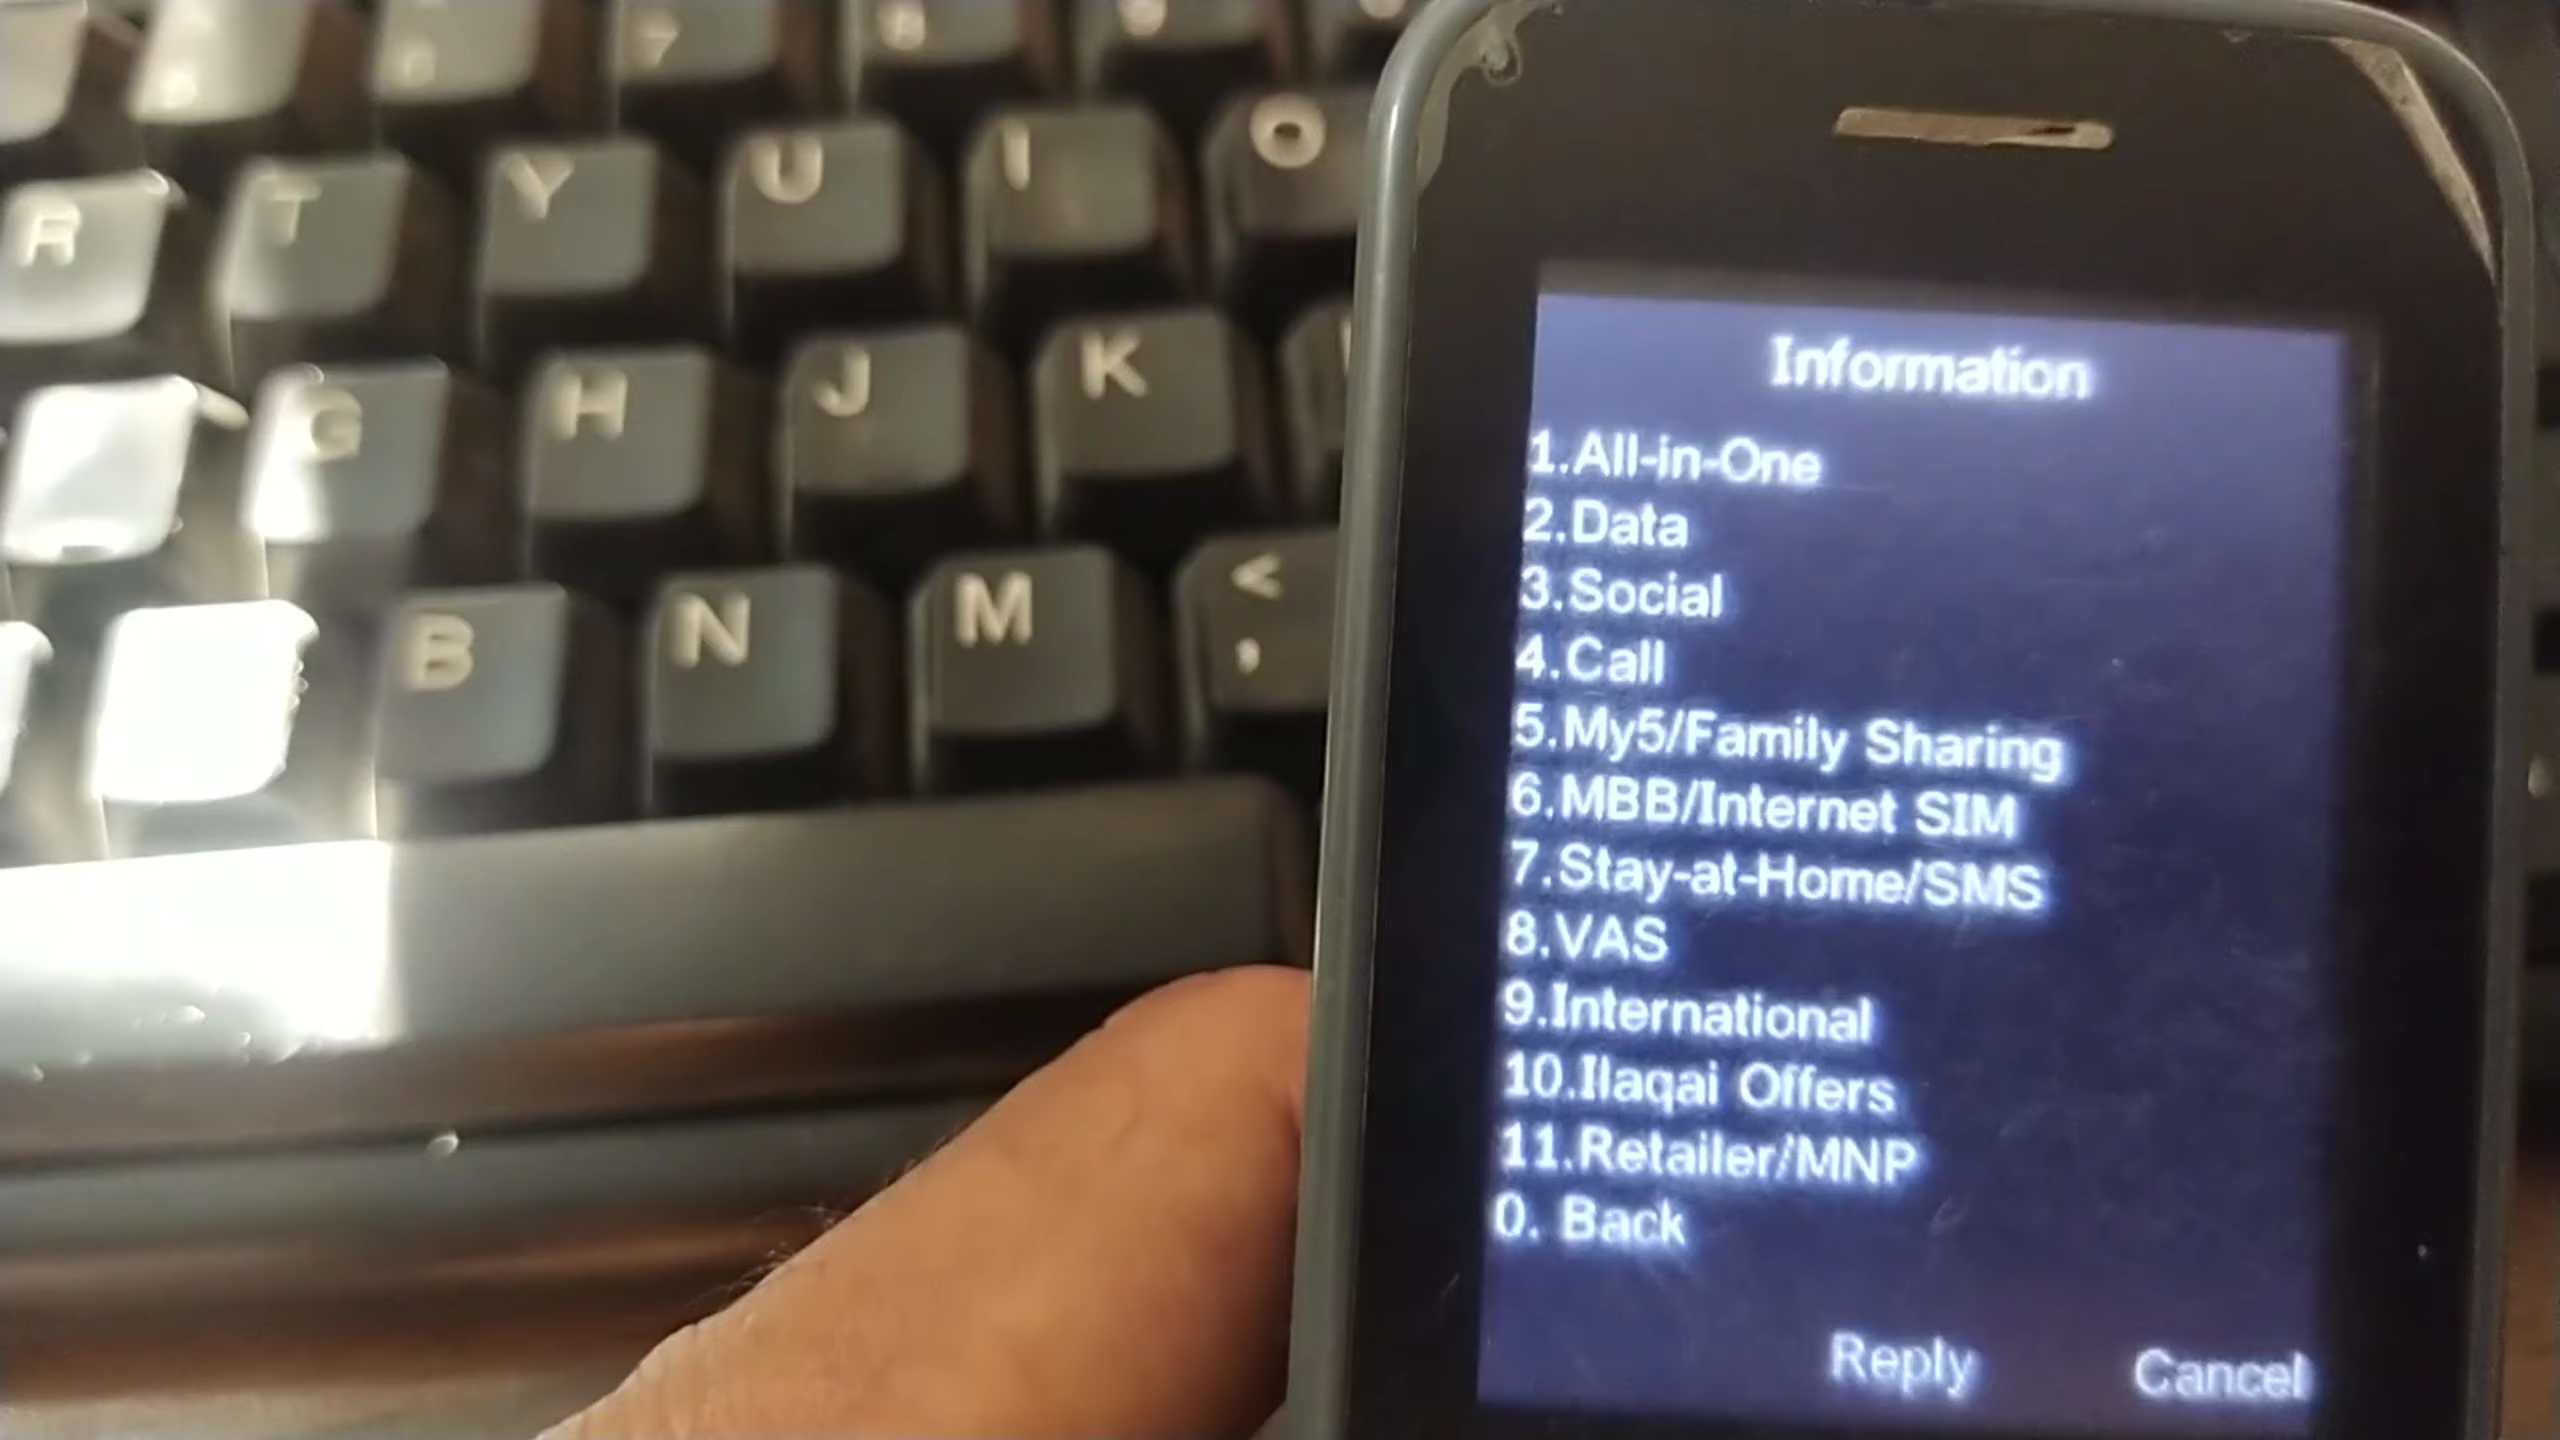 8
R T Y U I O
G H J K
B N M <
,
Information
1.All-in-One
2.Data
3.Social
4.Call
5.My5/Family Sharing
6.MBB/Internet SIM
7.Stay-at-Home/SMS
8.VAS
9.International
10.Ilaqai Offers
11.Retailer/MNP
0. Back
Reply Cancel